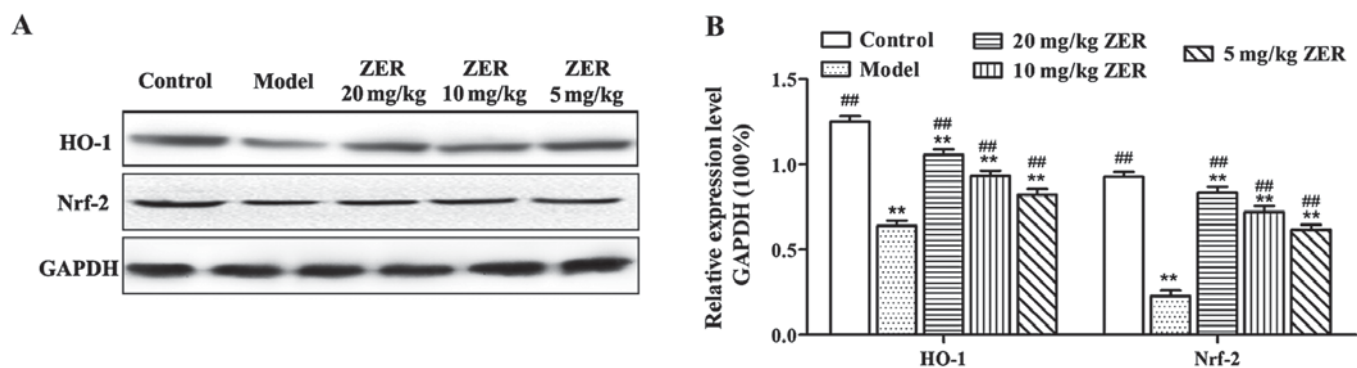 A
Control Model ZER 20 mg/kg ZER 10 mg/kg ZER 5 mg/kg
HO-1
Nrf-2
GAPDH
B
Control
Model
20 mg/kg ZER
10 mg/kg ZER
5 mg/kg ZER
Relative expression level
GAPDH (100%)
1.5
1.0
0.5
0.0
##
**
##
**
##
**
##
**
##
**
##
**
##
**
##
**
HO-1
Nrf-2